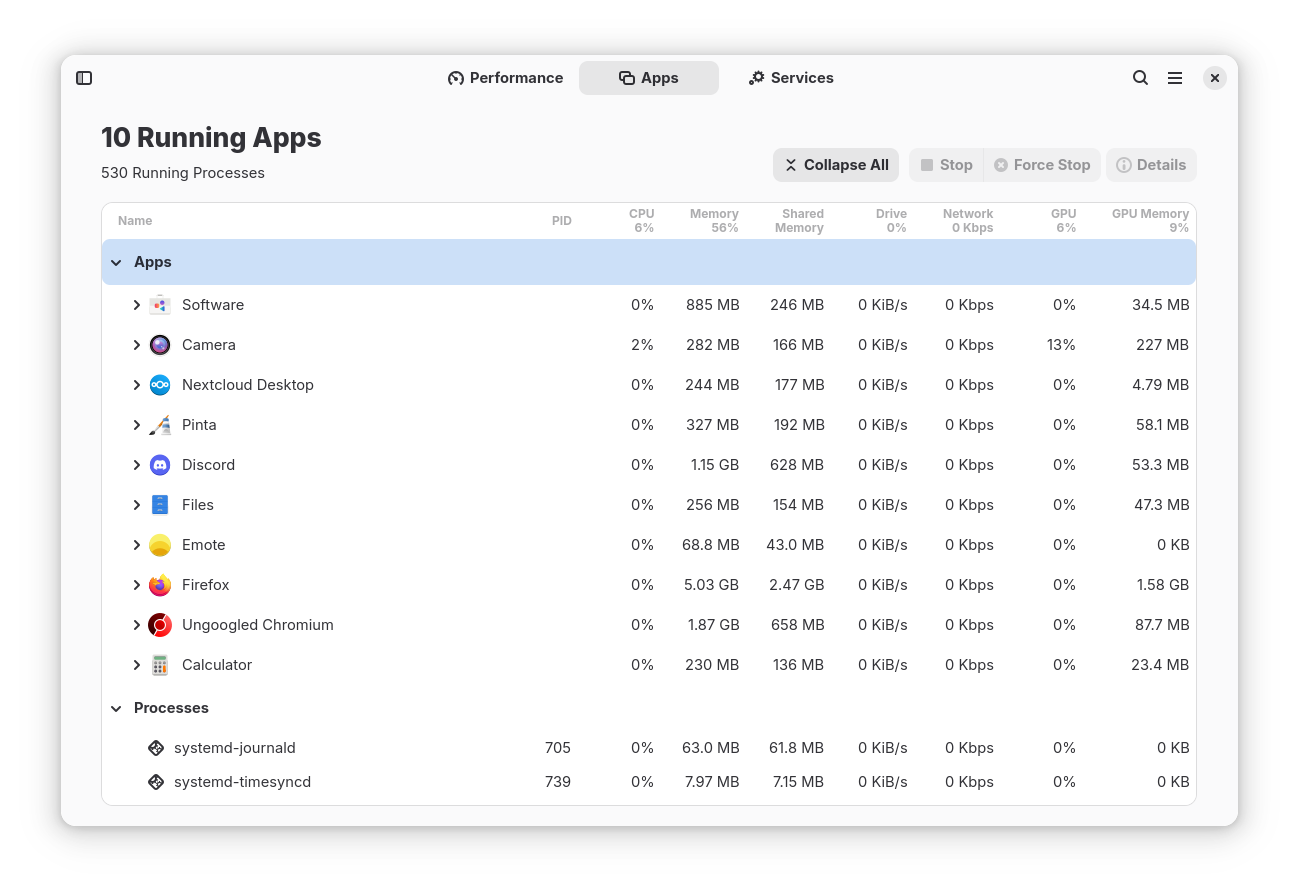 Performance Apps Services
10 Running Apps
530 Running Processes
Collapse All Stop Force Stop Details
Name PID CPU 6% Memory 56% Shared Memory Drive 0% Network 0 Kbps GPU 6% GPU Memory 9%
Apps
Software 0% 885 MB 246 MB 0 KiB/s 0 Kbps 0% 34.5 MB
Camera 2% 282 MB 166 MB 0 KiB/s 0 Kbps 13% 227 MB
Nextcloud Desktop 0% 244 MB 177 MB 0 KiB/s 0 Kbps 0% 4.79 MB
Pinta 0% 327 MB 192 MB 0 KiB/s 0 Kbps 0% 58.1 MB
Discord 0% 1.15 GB 628 MB 0 KiB/s 0 Kbps 0% 53.3 MB
Files 0% 256 MB 154 MB 0 KiB/s 0 Kbps 0% 47.3 MB
Emote 0% 68.8 MB 43.0 MB 0 KiB/s 0 Kbps 0% 0 KB
Firefox 0% 5.03 GB 2.47 GB 0 KiB/s 0 Kbps 0% 1.58 GB
Ungoogled Chromium 0% 1.87 GB 658 MB 0 KiB/s 0 Kbps 0% 87.7 MB
Calculator 0% 230 MB 136 MB 0 KiB/s 0 Kbps 0% 23.4 MB
Processes
systemd-journald 705 0% 63.0 MB 61.8 MB 0 KiB/s 0 Kbps 0% 0 KB
systemd-timesyncd 739 0% 7.97 MB 7.15 MB 0 KiB/s 0 Kbps 0% 0 KB